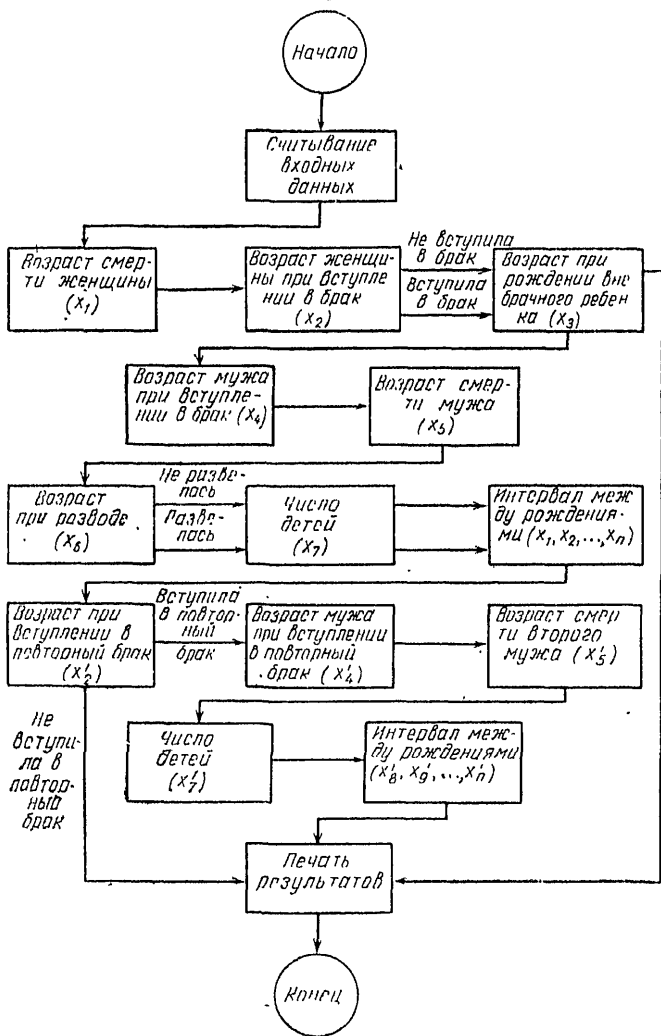 Начало
Считывание
входных
данных
Возраст смер-
ти женщины
(x₁)
Возраст женщи-
ны при вступле
нии в брак
(x₂)
Не вступила
в брак
Вступила
в брак
Возраст при
рождении вне
брачного ребен
ка (x₃)
Возраст мужа
при вступле-
нии в брак (x₄)
Возраст смер-
ти мужа
(x₅)
Возраст
при разводе
(x₆)
Не разве-
лась
Разве-
лась
Число
детей
(x₇)
Интервал меж-
ду рождения-
ми (x₁, x₂, ..., xₙ)
Возраст при
вступлении в
повторный брак
(x′₂)
Вступила
в повтор-
ный
брак
Возраст мужа
при вступлении
в повторный
брак (x′₄)
Возраст смер
ти второго
мужа (x′₅)
Не
вступи-
ла в
повтор-
ный
брак
Число
детей
(x′₇)
Интервал меж-
ду рождениями
(x′₈, x′₉, ..., x′ₙ)
Печать
результатов
Конец